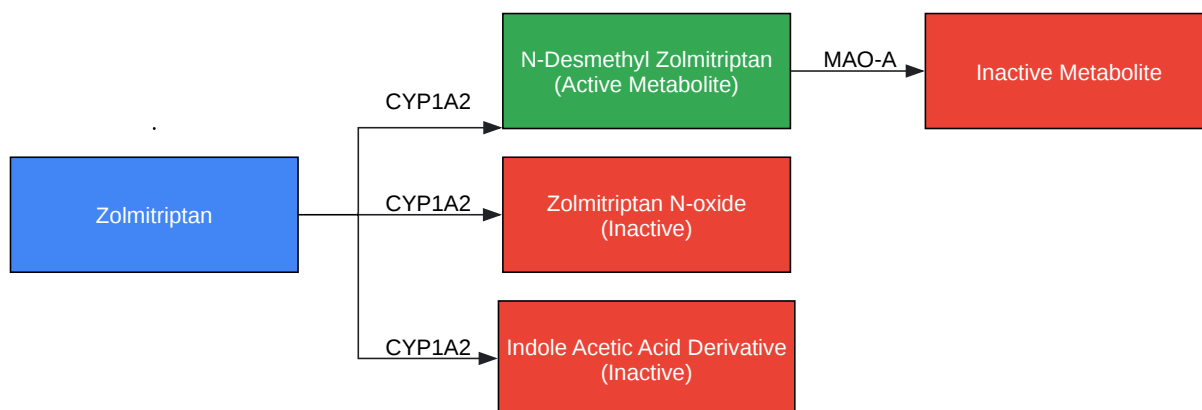 N-Desmethyl Zolmitriptan
(Active Metabolite)
MAO-A
Inactive Metabolite
CYP1A2
.
Zolmitriptan
CYP1A2
Zolmitriptan N-oxide
(Inactive)
CYP1A2
Indole Acetic Acid Derivative
(Inactive)